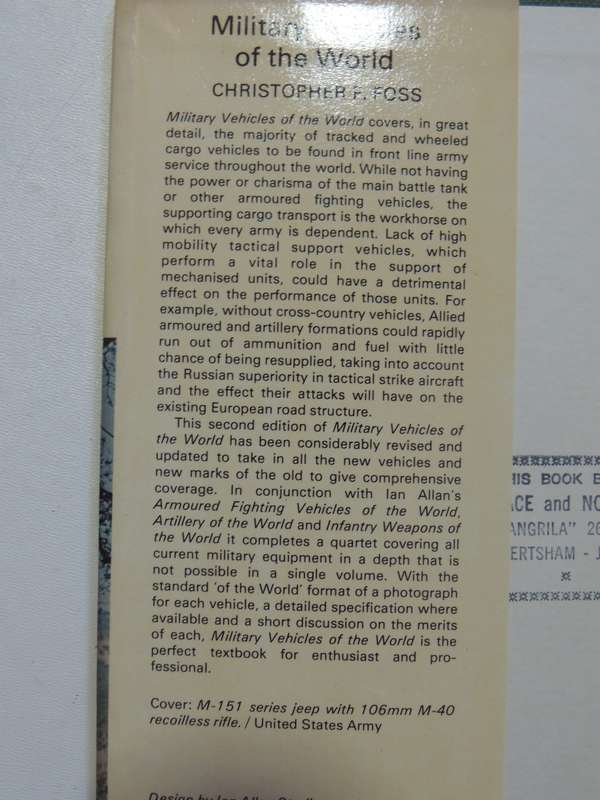 Military
of the World
CHRISTOPHER F. FOSS
Military Vehicles of the World covers, in great
detail, the majority of tracked and wheeled
cargo vehicles to be found in front line army
service throughout the world. While not having
the power or charisma of the main battle tank
or other armoured fighting vehicles, the
supporting cargo transport is the workhorse on
which every army is dependent. Lack of high
mobility tactical support vehicles, which
perform a vital role in the support of
mechanised units, could have a detrimental
effect on the performance of those units. For
example, without cross-country vehicles, Allied
armoured and artillery formations could rapidly
run out of ammunition and fuel with little
chance of being resupplied, taking into account
the Russian superiority in tactical strike aircraft
and the effect their attacks will have on the
existing European road structure.
This second edition of Military Vehicles of
the World has been considerably revised and
updated to take in all the new vehicles and
new marks of the old to give comprehensive
coverage. In conjunction with Ian Allan's
Armoured Fighting Vehicles of the World,
Artillery of the World and Infantry Weapons of
the World it completes a quartet covering all
current military equipment in a depth that is
not possible in a single volume. With the
standard 'of the World' format of a photograph
for each vehicle, a detailed specification where
available and a short discussion on the merits
of each, Military Vehicles of the World is the
perfect textbook for enthusiast and pro-
fessional.
Cover: M-151 series jeep with 106mm M-40
recoilless rifle. / United States Army
Design by Ian Allan
HIS BOOK B
ACE and NO
ANGRILA" 26
ERTSHAM - J